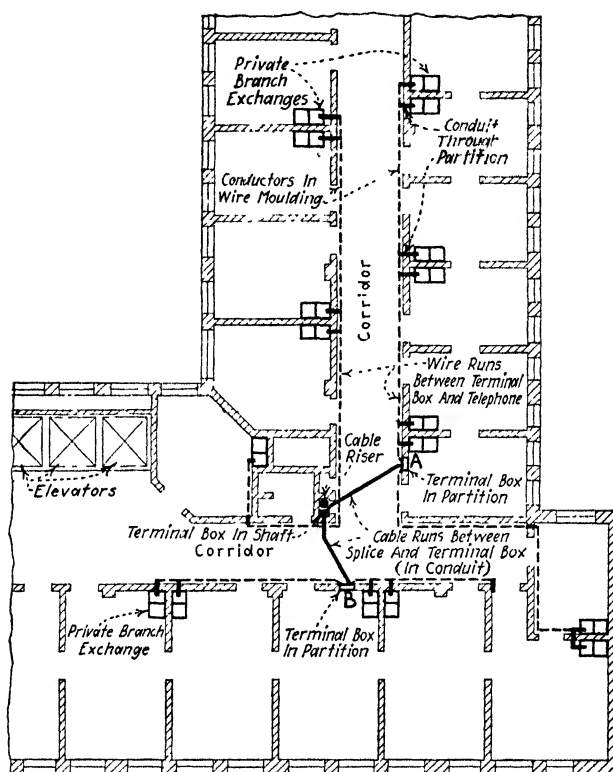 Private
Branch
Exchanges
Conduit
Through
Partition
Conductors In
Wire Moulding
Corridor
Wire Runs
Between Terminal
Box And Telephone
Cable
Riser
A
Elevators
Terminal Box
In Partition
Terminal Box In Shaft
Corridor
Cable Runs Between
Splice And Terminal Box
(In Conduit)
B
Private Branch
Exchange
Terminal Box
In Partition